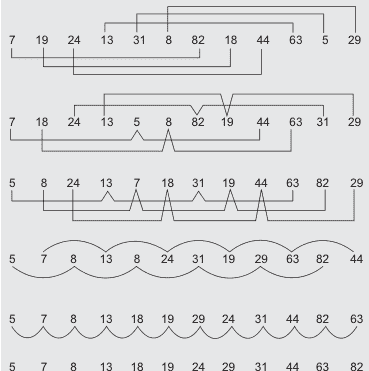 7 19 24 13 31 8 82 18 44 63 5 29
7 18 24 13 5 8 82 19 44 63 31 29
5 8 24 13 7 18 31 19 44 63 82 29
5 7 8 13 8 24 31 19 29 63 82 44
5 7 8 13 18 19 29 24 31 44 82 63
5 7 8 13 18 19 24 29 31 44 63 82